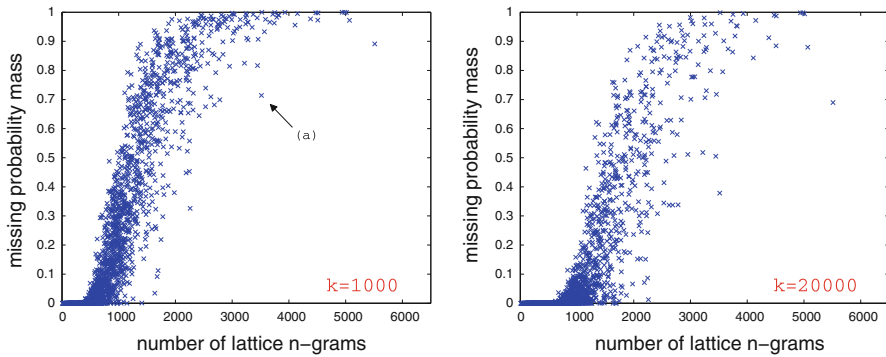 missing probability mass
1
0.9
0.8
0.7
0.6
0.5
0.4
0.3
0.2
0.1
0
(a)
k=1000
0 1000 2000 3000 4000 5000 6000
number of lattice n−grams
missing probability mass
1
0.9
0.8
0.7
0.6
0.5
0.4
0.3
0.2
0.1
0
k=20000
0 1000 2000 3000 4000 5000 6000
number of lattice n−grams